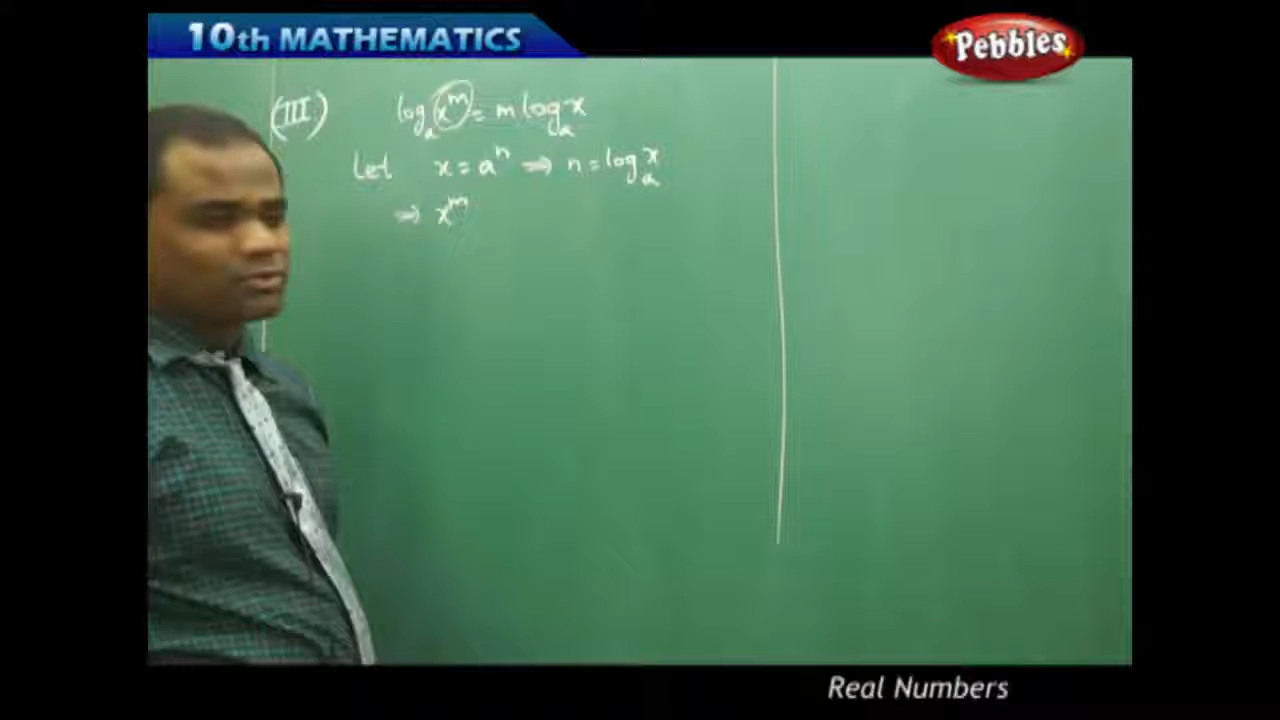 10th MATHEMATICS
Pebbles
(III) logₐ(xᵐ) = m logₐx
Let x = aⁿ ⟹ n = logₐx
⟹ xᵐ
Real Numbers